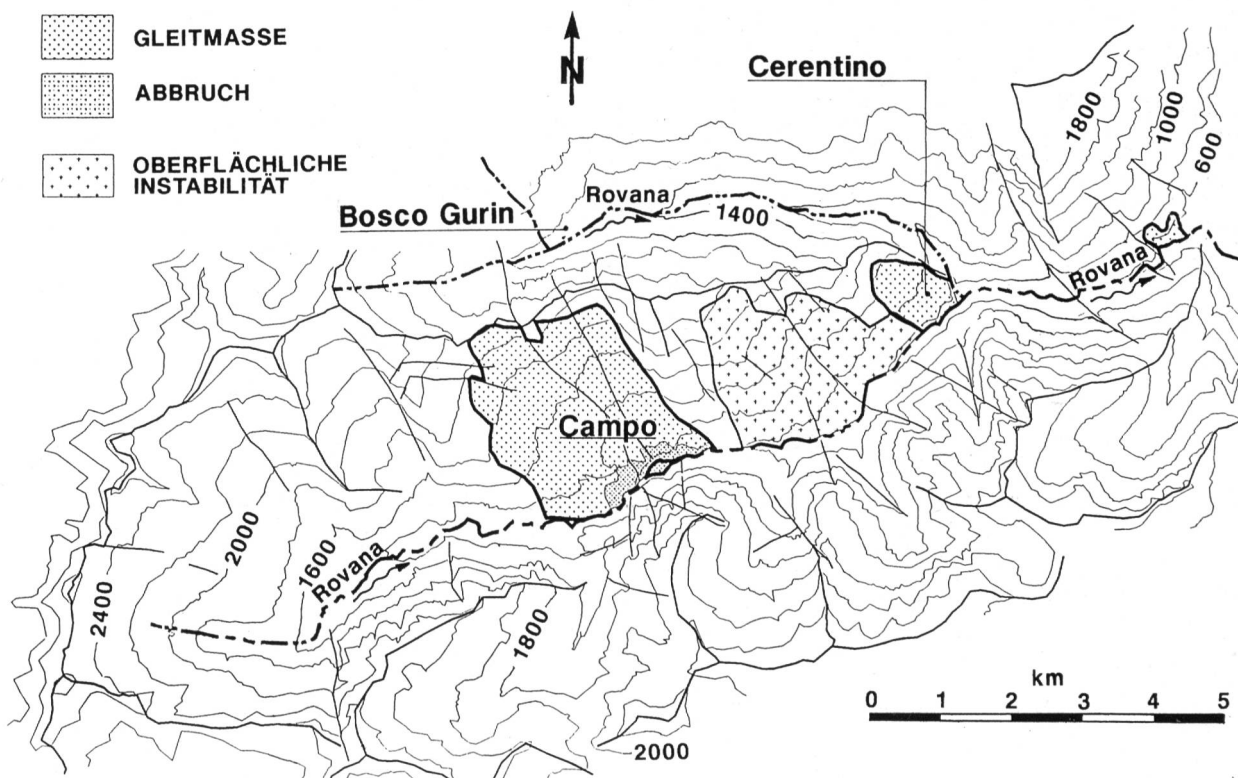 GLEITMASSE
ABBRUCH
OBERFLÄCHLICHE
INSTABILITÄT
N
Cerentino
Bosco Gurin
Rovana
1400
1800
1000
600
Rovana
Campo
2000
1600
Rovana
2400
1800
2000
km
0 1 2 3 4 5